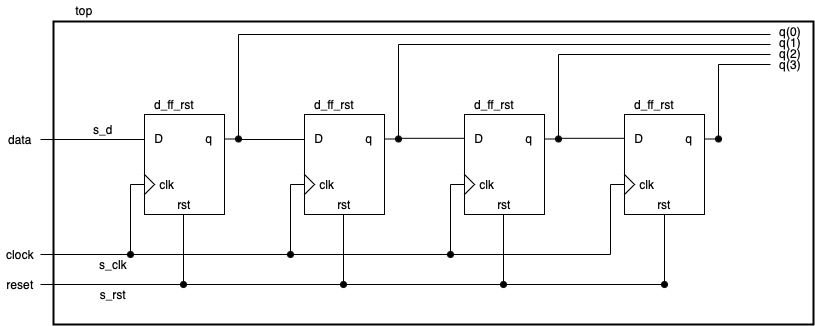 top
q(0)
q(1)
q(2)
q(3)
d_ff_rst d_ff_rst d_ff_rst d_ff_rst
data s_d D q D q D q D q
clk clk clk clk
rst rst rst rst
clock
s_clk
reset
s_rst